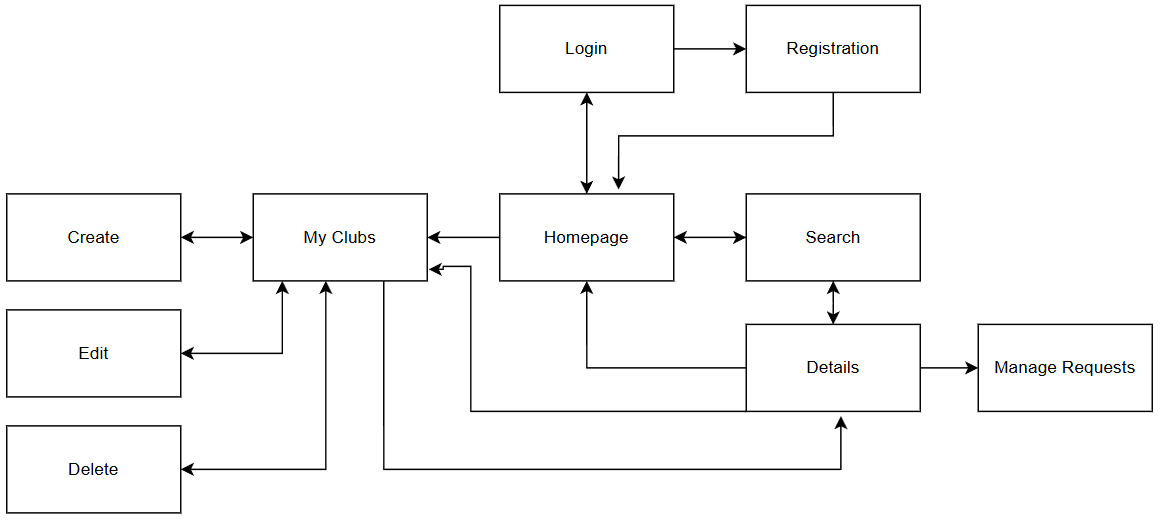 Login
Registration
Create
My Clubs
Homepage
Search
Edit
Details
Manage Requests
Delete